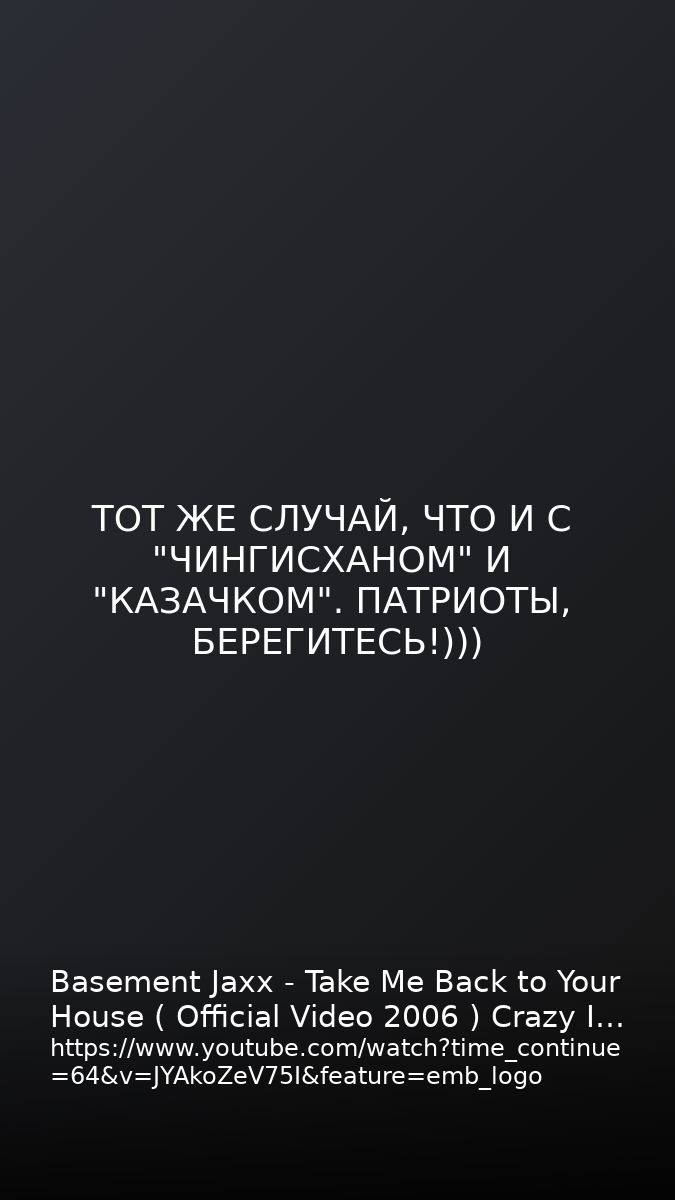 ТОТ ЖЕ СЛУЧАЙ, ЧТО И С
"ЧИНГИСХАНОМ" И
"КАЗАЧКОМ". ПАТРИОТЫ,
БЕРЕГИТЕСЬ!)))
Basement Jaxx - Take Me Back to Your
House ( Official Video 2006 ) Crazy I...
https://www.youtube.com/watch?time_continue
=64&v=JYAkoZeV75I&feature=emb_logo